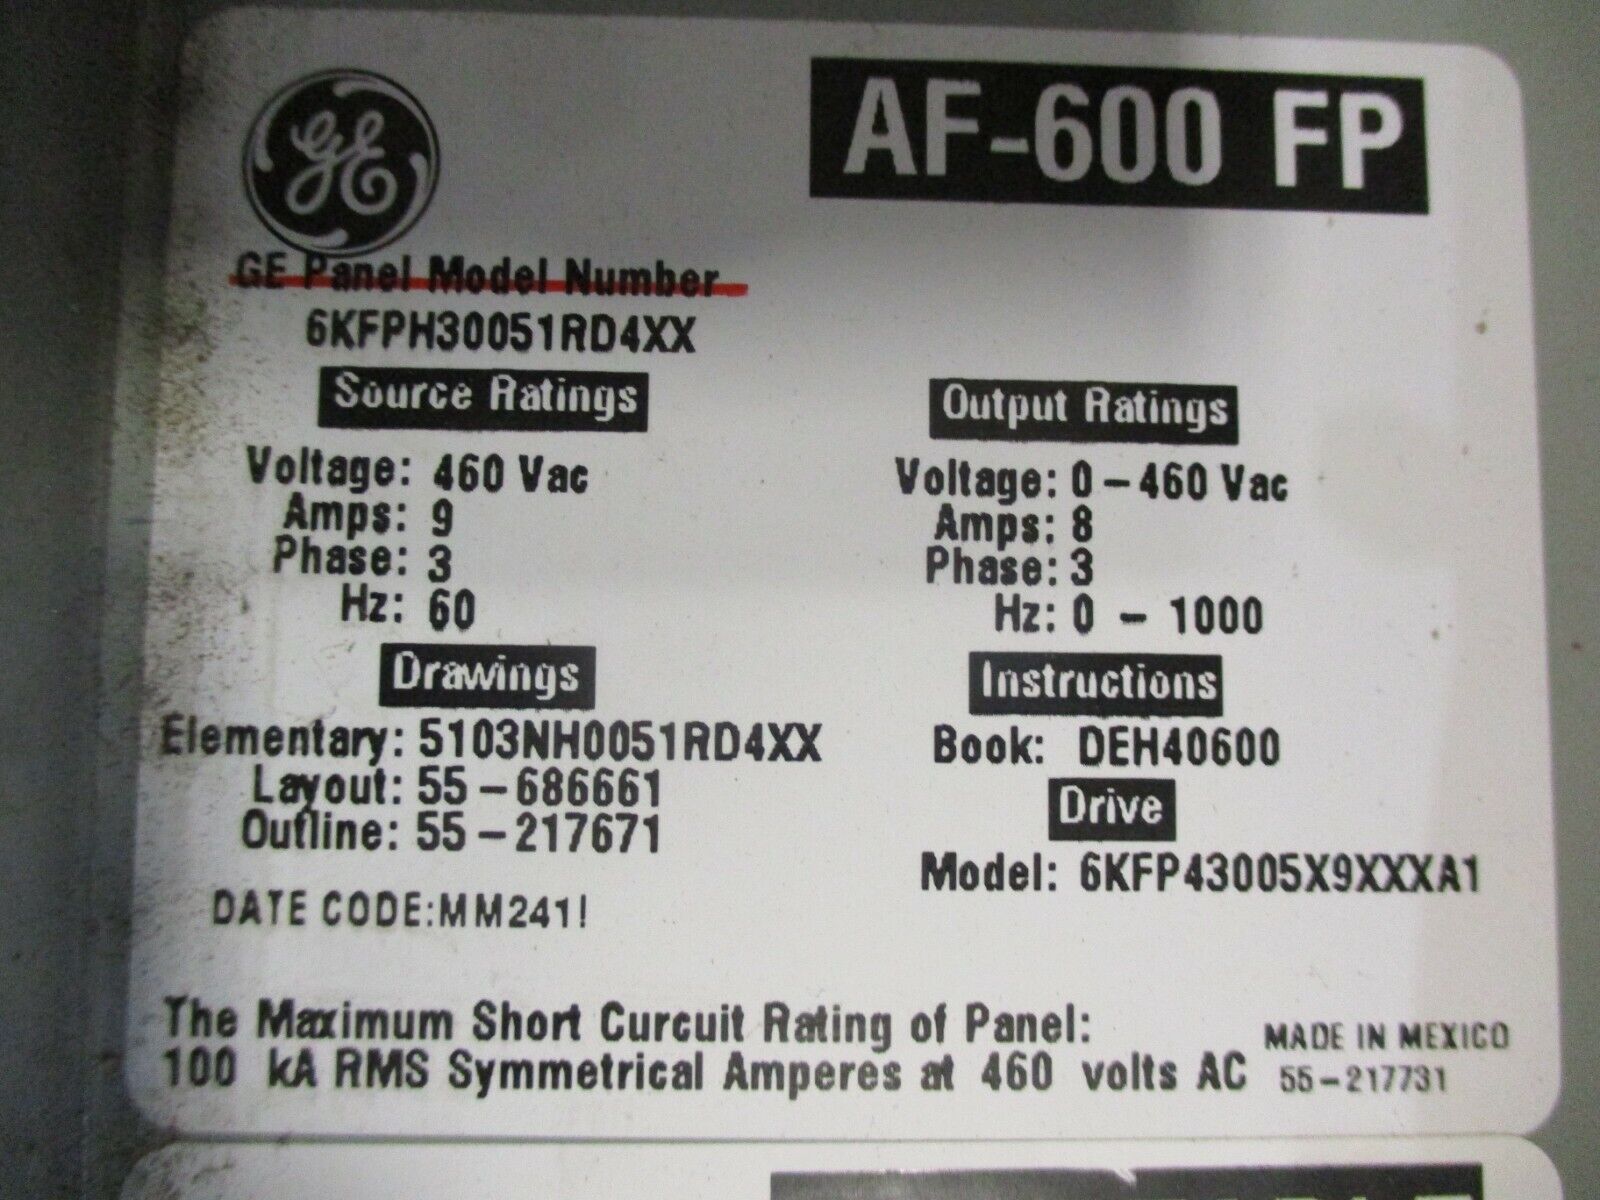 GE
AF-600 FP
GE Panel Model Number
6KFPH30051RD4XX
Source Ratings
Voltage: 460 Vac
Amps: 9
Phase: 3
Hz: 60
Output Ratings
Voltage: 0-460 Vac
Amps: 8
Phase: 3
Hz: 0 - 1000
Drawings
Elementary: 5103NH0051RD4XX
Layout: 55-686661
Outline: 55-217671
Instructions
Book: DEH40600
Drive
Model: 6KFP43005X9XXXA1
DATE CODE:MM241!
The Maximum Short Curcuit Rating of Panel:
100 kA RMS Symmetrical Amperes at 460 volts AC
MADE IN MEXICO
55-217731